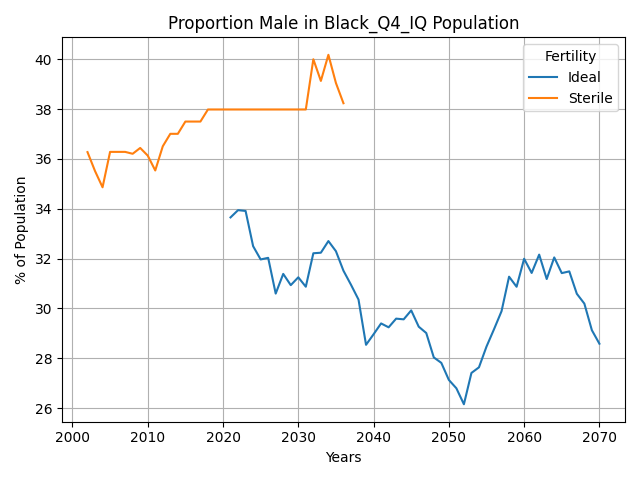 Proportion Male in Black_Q4_IQ Population
Fertility
Ideal
Sterile
% of Population
40
38
36
34
32
30
28
26
2000 2010 2020 2030 2040 2050 2060 2070
Years